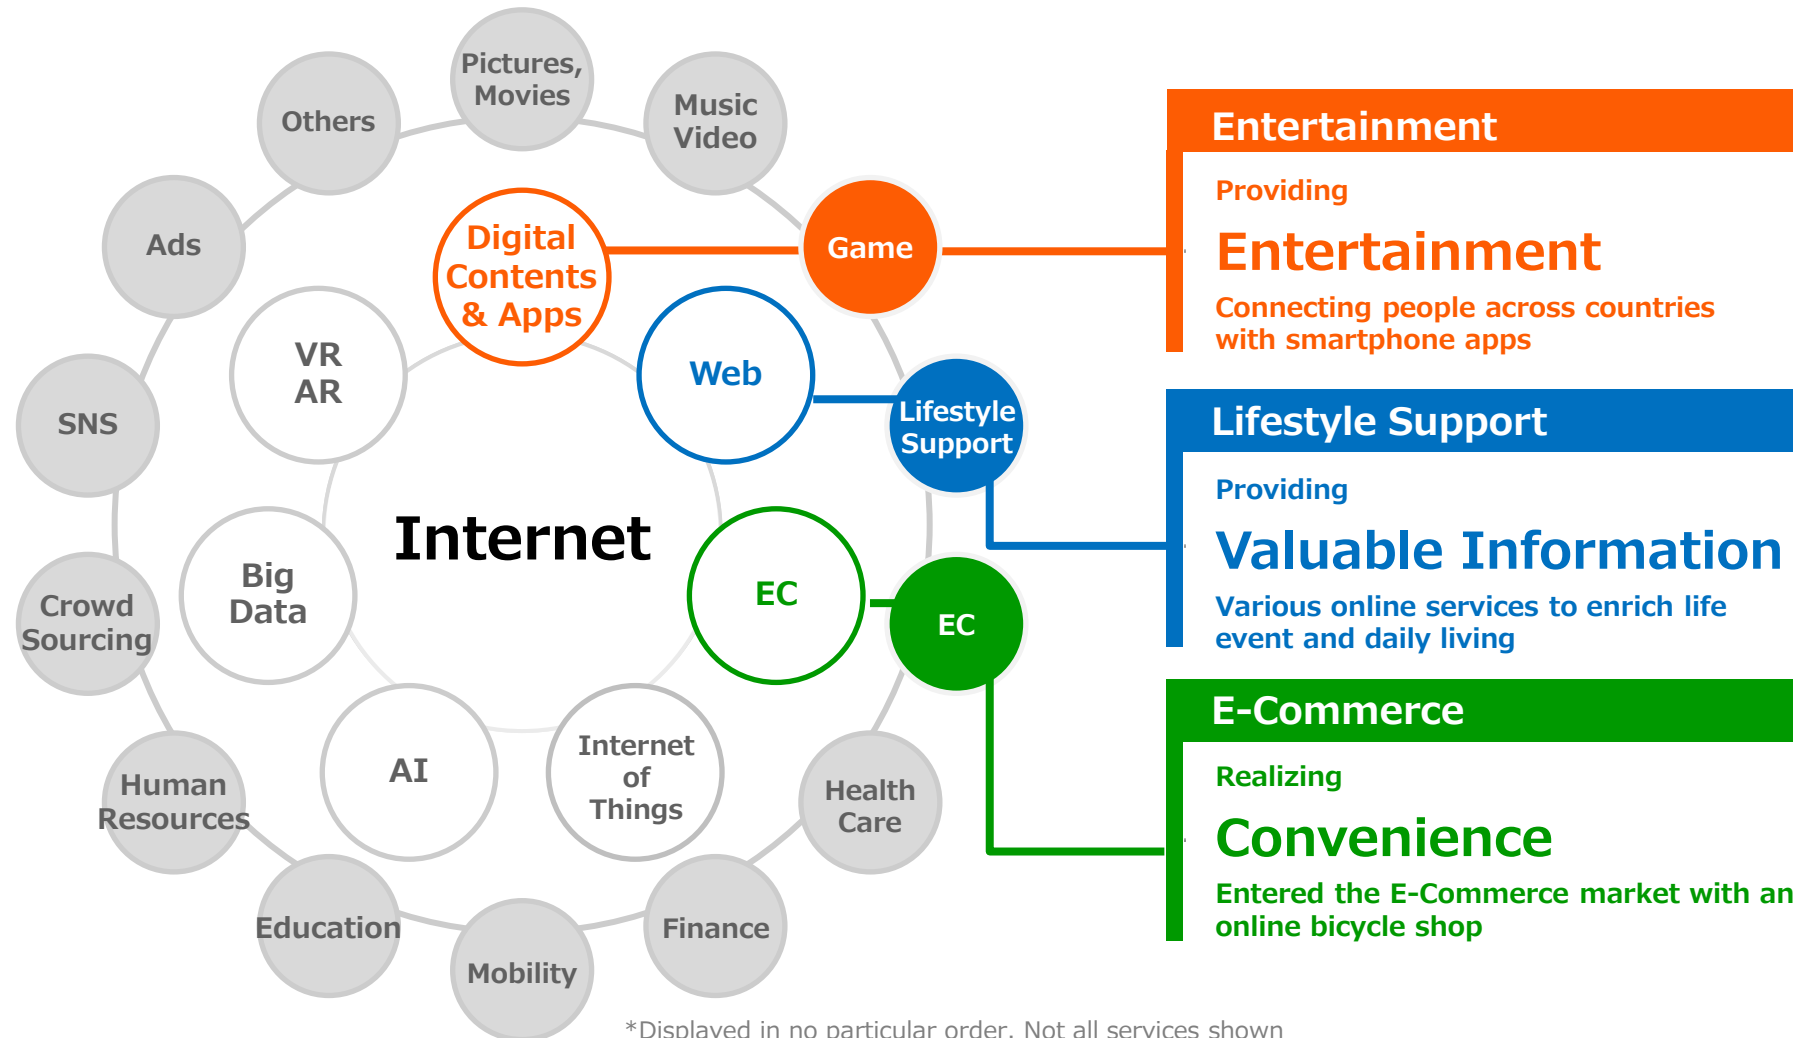 Pictures,
Movies
Music
Video
Others
Ads
SNS
Crowd
Sourcing
Human
Resources
Education
Mobility
Finance
Health
Care
Game
Lifestyle
Support
EC
Digital
Contents
& Apps
Web
EC
Internet
of
Things
AI
Big
Data
VR
AR
Internet
Entertainment
Providing
Entertainment
Connecting people across countries
with smartphone apps
Lifestyle Support
Providing
Valuable Information
Various online services to enrich life
event and daily living
E-Commerce
Realizing
Convenience
Entered the E-Commerce market with an
online bicycle shop
*Displayed in no particular order. Not all services shown